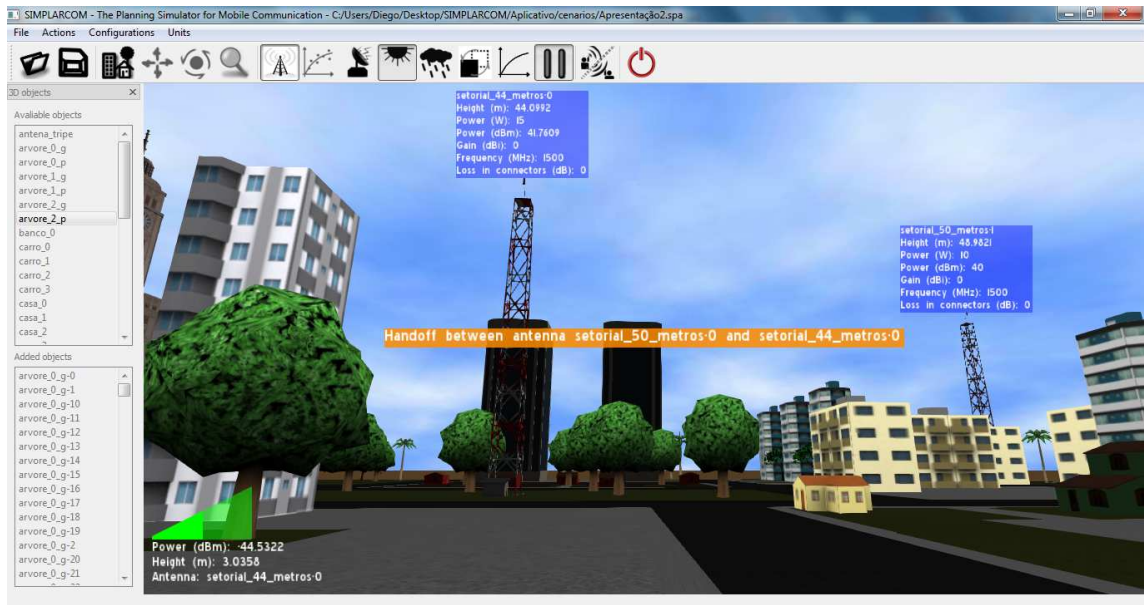 SIMPLARCOM - The Planning Simulator for Mobile Communication - C:/Users/Diego/Desktop/SIMPLARCOM/Aplicativo/cenarios/Apresentação2.spa
File Actions Configurations Units
3D objects
Avaliable objects
antena_tripe
arvore_0_g
arvore_0_p
arvore_1_g
arvore_1_p
arvore_2_g
arvore_2_p
banco_0
carro_0
carro_1
carro_2
carro_3
casa_0
casa_1
casa_2
Added objects
arvore_0_g-0
arvore_0_g-1
arvore_0_g-10
arvore_0_g-11
arvore_0_g-12
arvore_0_g-13
arvore_0_g-14
arvore_0_g-15
arvore_0_g-16
arvore_0_g-17
arvore_0_g-18
arvore_0_g-19
arvore_0_g-2
arvore_0_g-20
arvore_0_g-21
setorial_44_metros-0
Height (m): 44.0992
Power (W): 15
Power (dBm): 41.7609
Gain (dBi): 0
Frequency (MHz): 1500
Loss in connectors (dB): 0
setorial_50_metros-1
Height (m): 48.9821
Power (W): 10
Power (dBm): 40
Gain (dBi): 0
Frequency (MHz): 1500
Loss in connectors (dB): 0
Handoff between antenna setorial_50_metros-0 and setorial_44_metros-0
Power (dBm): -44.5322
Height (m): 3.0358
Antenna: setorial_44_metros-0